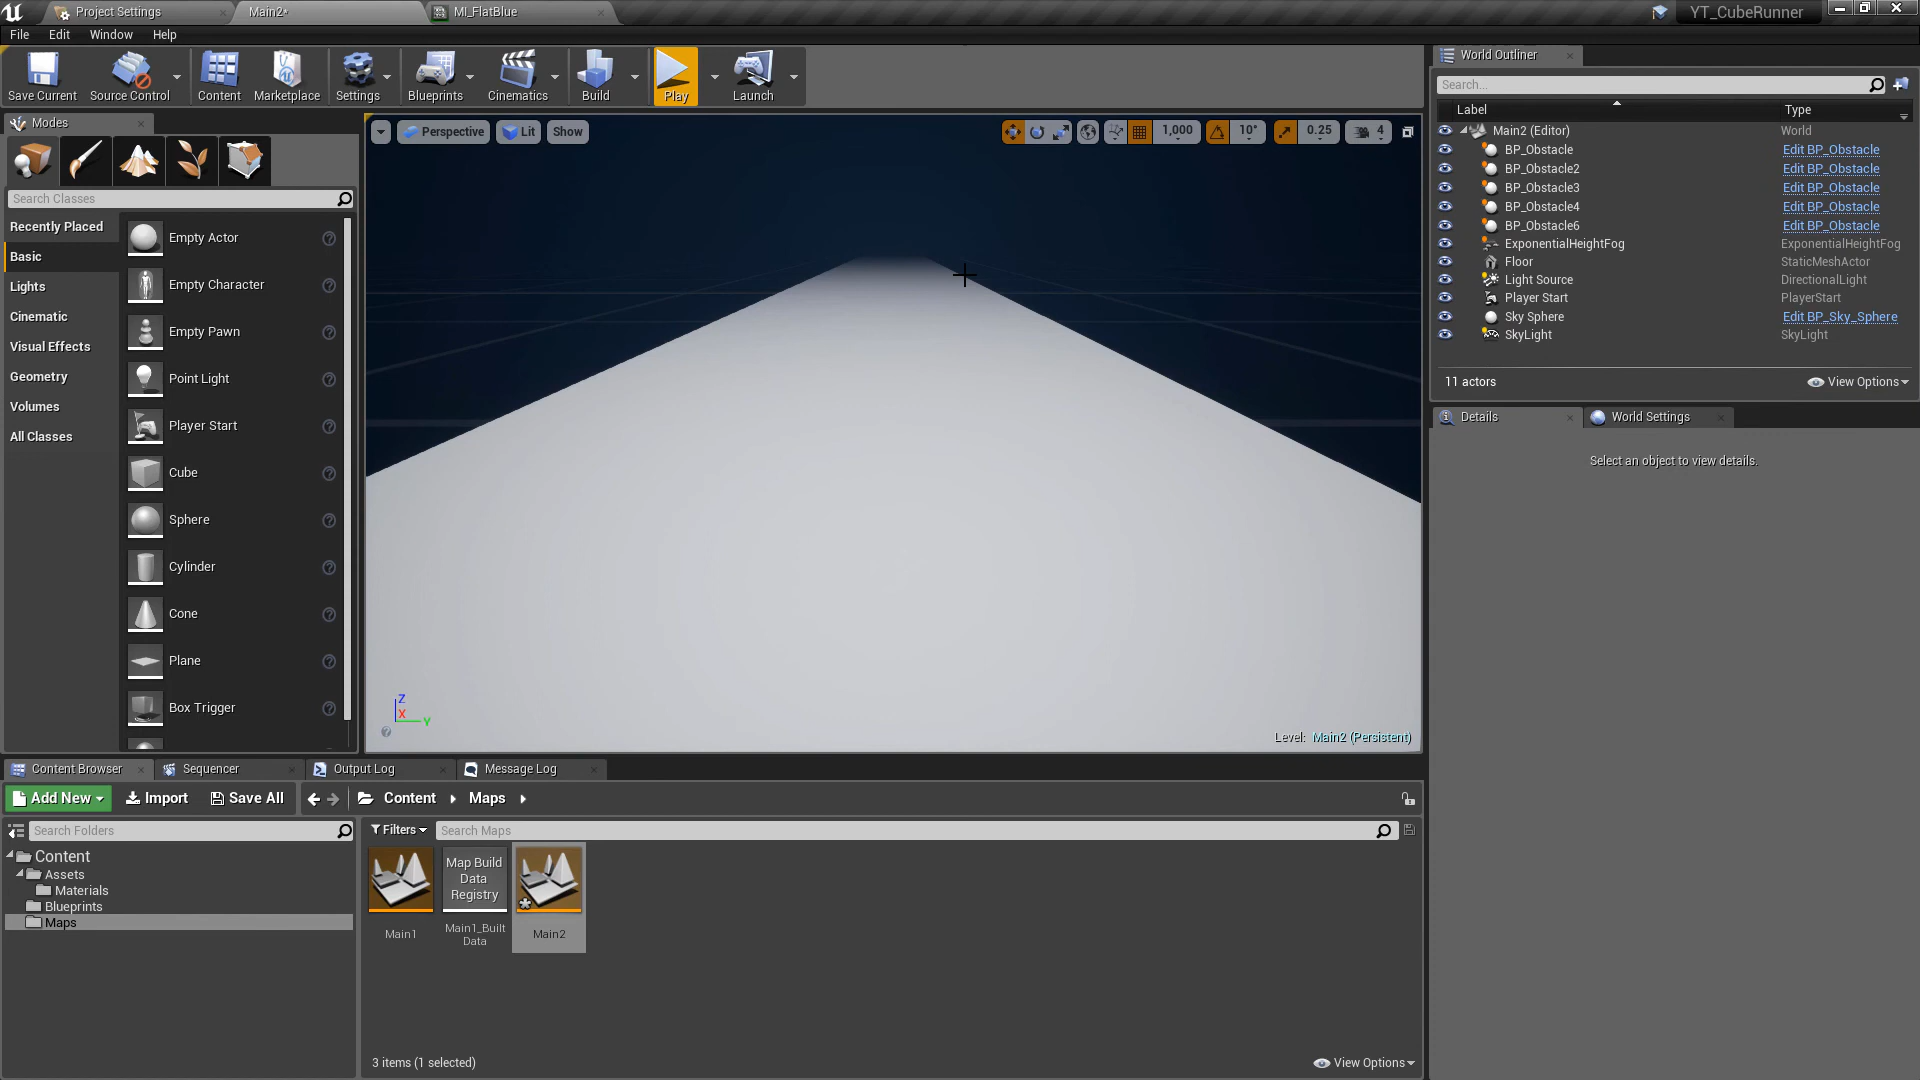 Project Settings
Main2*
MI_FlatBlue
YT_CubeRunner
File
Edit
Window
Help
Save Current
Source Control
Content
Marketplace
Settings
Blueprints
Cinematics
Build
Play
Launch
Modes
Search Classes
Recently Placed
Basic
Lights
Cinematic
Visual Effects
Geometry
Volumes
All Classes
Empty Actor
Empty Character
Empty Pawn
Point Light
Player Start
Cube
Sphere
Cylinder
Cone
Plane
Box Trigger
Perspective
Lit
Show
1,000
10°
0.25
4
Z
X
Y
Level: Main2 (Persistent)
World Outliner
Search...
Label
Type
Main2 (Editor) World
BP_Obstacle Edit BP_Obstacle
BP_Obstacle2 Edit BP_Obstacle
BP_Obstacle3 Edit BP_Obstacle
BP_Obstacle4 Edit BP_Obstacle
BP_Obstacle6 Edit BP_Obstacle
ExponentialHeightFog ExponentialHeightFog
Floor StaticMeshActor
Light Source DirectionalLight
Player Start PlayerStart
Sky Sphere Edit BP_Sky_Sphere
SkyLight SkyLight
11 actors
View Options
Details
World Settings
Select an object to view details.
Content Browser
Sequencer
Output Log
Message Log
Add New
Import
Save All
Content
Maps
Search Folders
Filters
Search Maps
Content
Assets
Materials
Blueprints
Maps
Map Build
Data
Registry
Main1
Main1_Built
Data
Main2
3 items (1 selected)
View Options